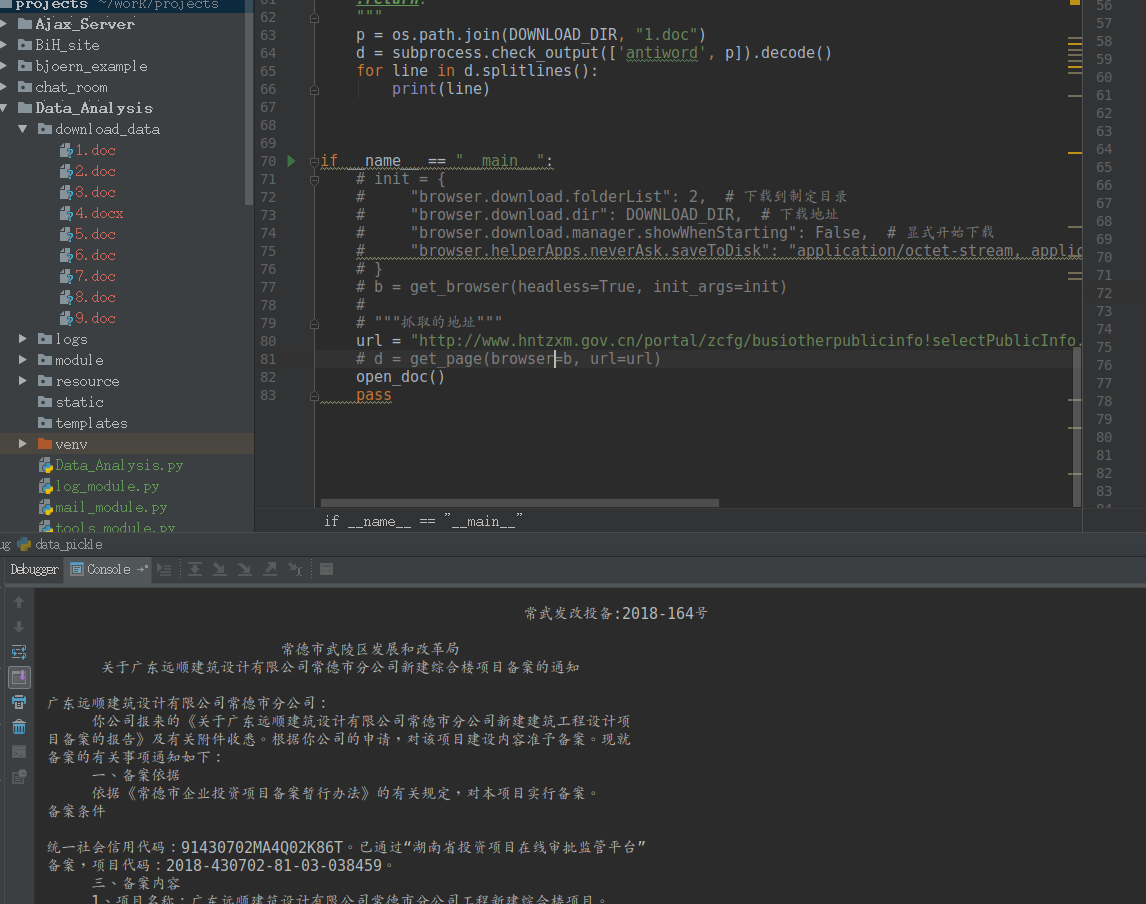 projects ~/work/projects
Ajax_Server
BiH_site
bjoern_example
chat_room
Data_Analysis
download_data
1.doc
2.doc
3.doc
4.docx
5.doc
6.doc
7.doc
8.doc
9.doc
logs
module
resource
static
templates
venv
Data_Analysis.py
log_module.py
mail_module.py
tools_module.py
61 :return:
62 """
63 p = os.path.join(DOWNLOAD_DIR, "1.doc")
64 d = subprocess.check_output(['antiword', p]).decode()
65 for line in d.splitlines():
66 print(line)
67
68
69
70 if __name__ == "__main__":
71 # init = {
72 # "browser.download.folderList": 2, # 下载到制定目录
73 # "browser.download.dir": DOWNLOAD_DIR, # 下载地址
74 # "browser.download.manager.showWhenStarting": False, # 显式开始下载
75 # "browser.helperApps.neverAsk.saveToDisk": "application/octet-stream, applic
76 # }
77 # b = get_browser(headless=True, init_args=init)
78 #
79 # """抓取的地址"""
80 url = "http://www.hntzxm.gov.cn/portal/zcfg/busiotherpublicinfo!selectPublicInfo.
81 # d = get_page(browser=b, url=url)
82 open_doc()
83 pass
if __name__ == "__main__"
56
57
58
59
60
61
62
63
64
65
66
67
68
69
70
71
72
73
74
75
76
77
78
79
80
81
82
83
84
ug data_pickle
Debugger Console
常武发改投备:2018-164号
常德市武陵区发展和改革局
关于广东远顺建筑设计有限公司常德市分公司新建综合楼项目备案的通知
广东远顺建筑设计有限公司常德市分公司：
你公司报来的《关于广东远顺建筑设计有限公司常德市分公司新建建筑工程设计项
目备案的报告》及有关附件收悉。根据你公司的申请，对该项目建设内容准予备案。现就
备案的有关事项通知如下：
一、备案依据
依据《常德市企业投资项目备案暂行办法》的有关规定，对本项目实行备案。
备案条件
统一社会信用代码：91430702MA4Q02K86T。已通过“湖南省投资项目在线审批监管平台”
备案，项目代码：2018-430702-81-03-038459。
三、备案内容
1、项目名称：广东远顺建筑设计有限公司常德市分公司工程新建综合楼项目。